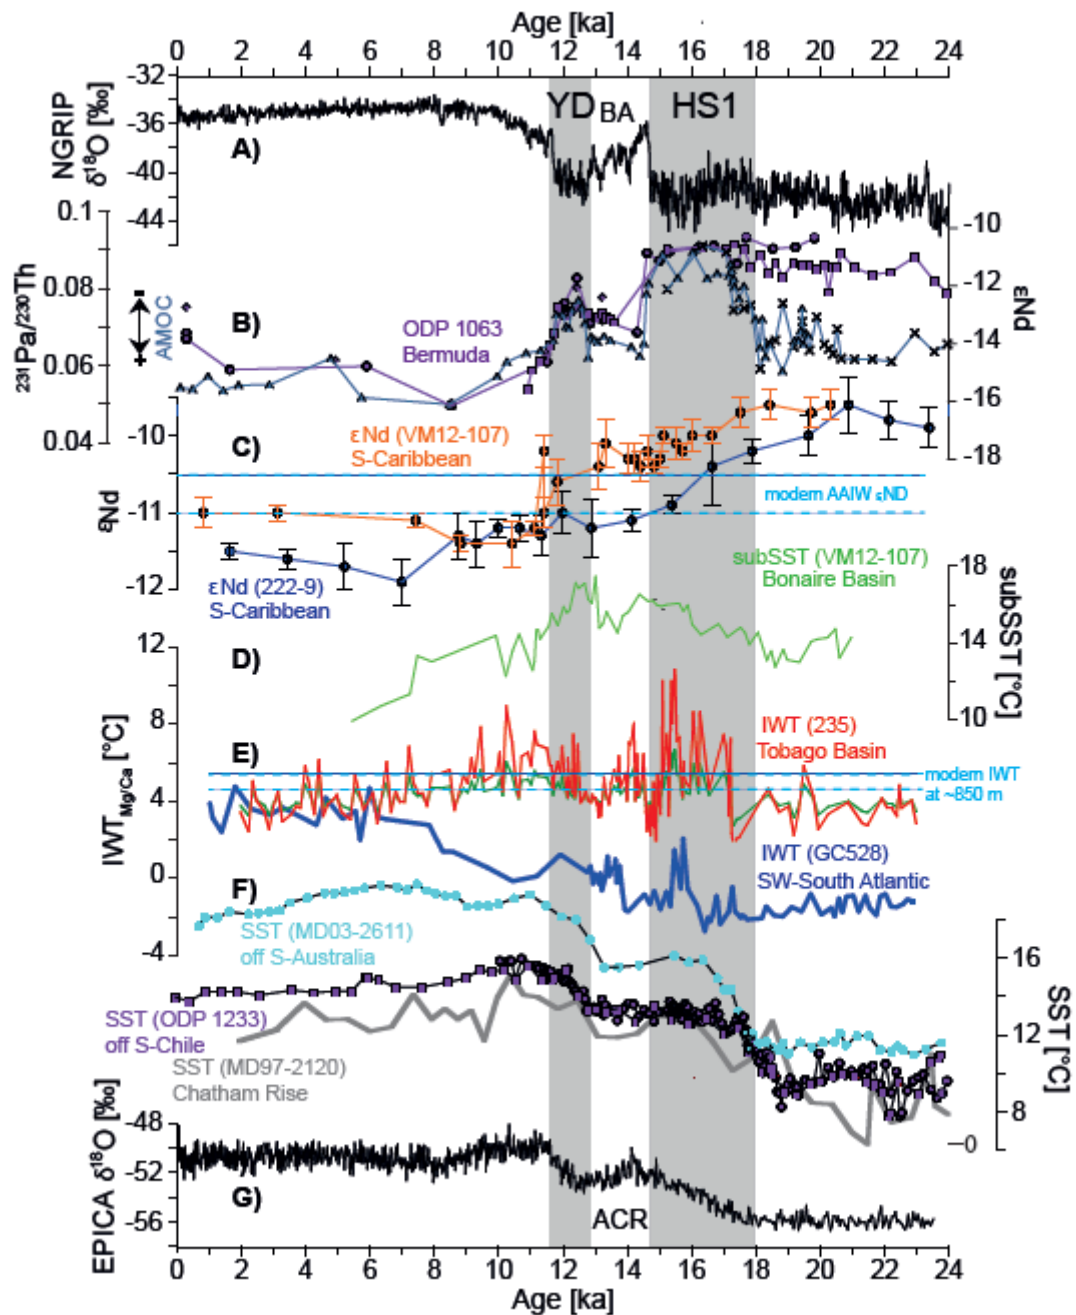 Age [ka]
0 2 4 6 8 10 12 14 16 18 20 22 24
-32
-36
-40
-44
NGRIP
δ¹⁸O [‰]
YD BA HS1
A)
0.1
0.08
0.06
0.04
²³¹Pa/²³⁰Th
AMOC
B)
ODP 1063
Bermuda
-10
-12
-14
-16
-18
εNd
-10
-11
-12
εNd
C)
εNd (VM12-107)
S-Caribbean
modern AAIW εND
εNd (222-9)
S-Caribbean
subSST (VM12-107)
Bonaire Basin
18
14
10
subSST [°C]
D)
12
8
4
0
-4
IWT Mg/Ca [°C]
E)
IWT (235)
Tobago Basin
modern IWT
at ~850 m
IWT (GC528)
SW-South Atlantic
F)
SST (MD03-2611)
off S-Australia
16
12
8
0
SST [°C]
SST (ODP 1233)
off S-Chile
SST (MD97-2120)
Chatham Rise
-48
-52
-56
EPICA δ¹⁸O [‰]
G)
ACR
0 2 4 6 8 10 12 14 16 18 20 22 24
Age [ka]